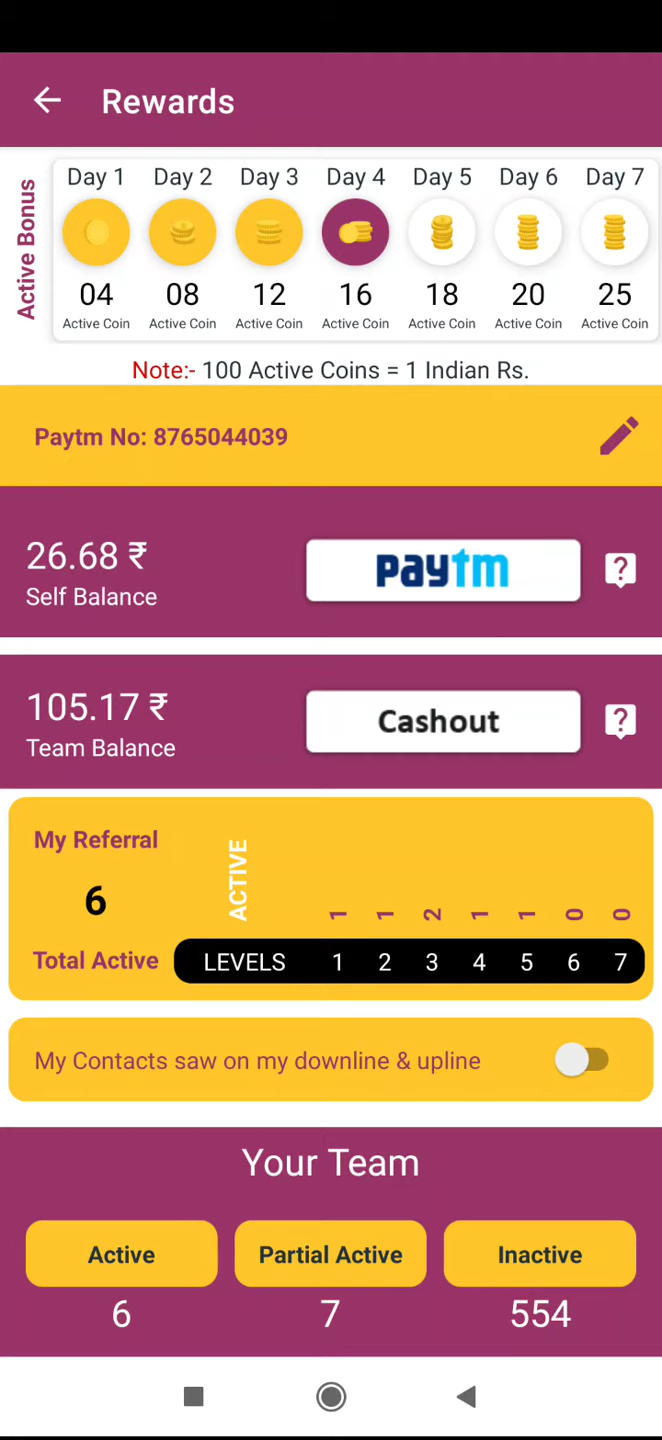 Rewards
Active Bonus
Day 1 Day 2 Day 3 Day 4 Day 5 Day 6 Day 7
04 08 12 16 18 20 25
Active Coin Active Coin Active Coin Active Coin Active Coin Active Coin Active Coin
Note:- 100 Active Coins = 1 Indian Rs.
Paytm No: 8765044039
26.68 ₹
Self Balance
paytm
?
105.17 ₹
Team Balance
Cashout
?
My Referral
6
Total Active
ACTIVE 1 1 2 1 1 0 0
LEVELS 1 2 3 4 5 6 7
My Contacts saw on my downline & upline
Your Team
Active Partial Active Inactive
6 7 554